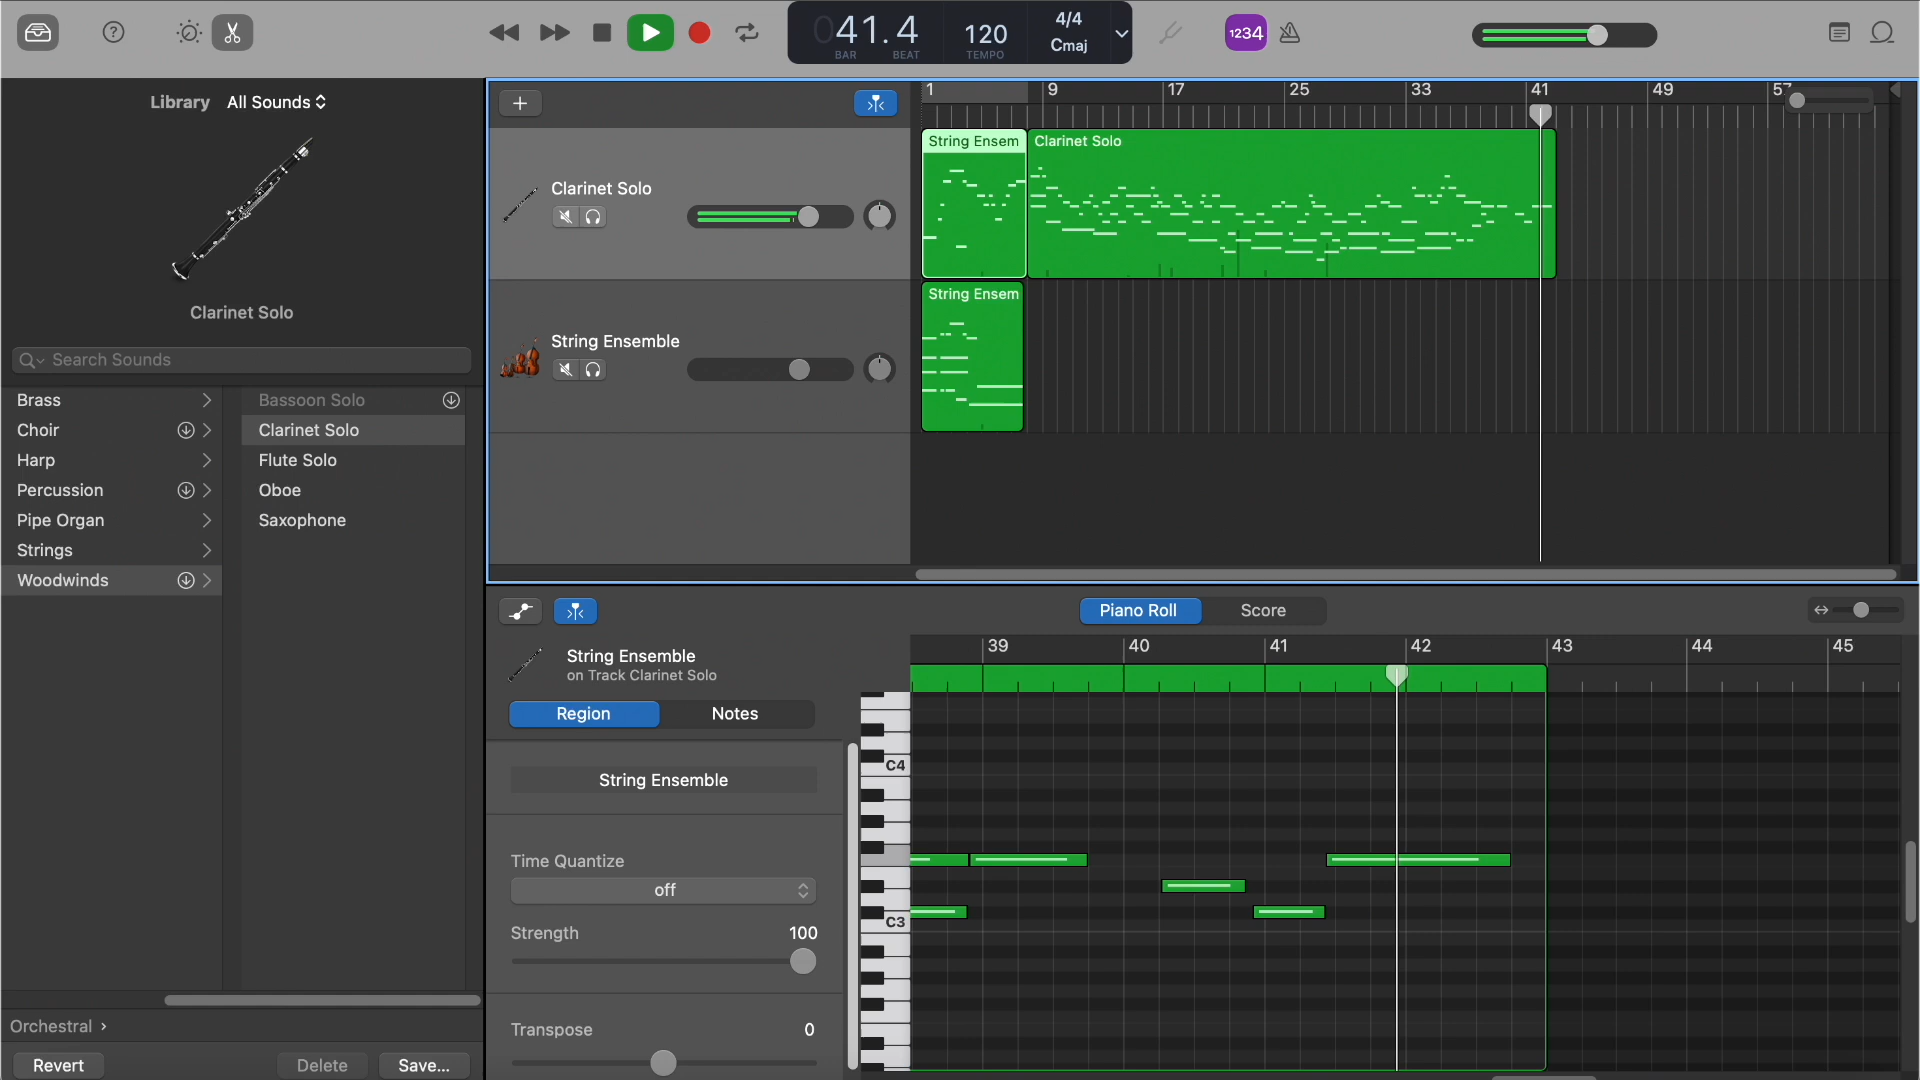 041.4
BAR BEAT
120
TEMPO
4/4
Cmaj
1234
Library All Sounds
Clarinet Solo
Search Sounds
Brass
Choir
Harp
Percussion
Pipe Organ
Strings
Woodwinds
Bassoon Solo
Clarinet Solo
Flute Solo
Oboe
Saxophone
Orchestral ›
Revert
Delete
Save...
1 9 17 25 33 41 49 57
Clarinet Solo
String Ensemble
String Ensem
Clarinet Solo
String Ensem
Piano Roll
Score
String Ensemble
on Track Clarinet Solo
Region
Notes
String Ensemble
Time Quantize
off
Strength 100
Transpose 0
39 40 41 42 43 44 45
C4
C3